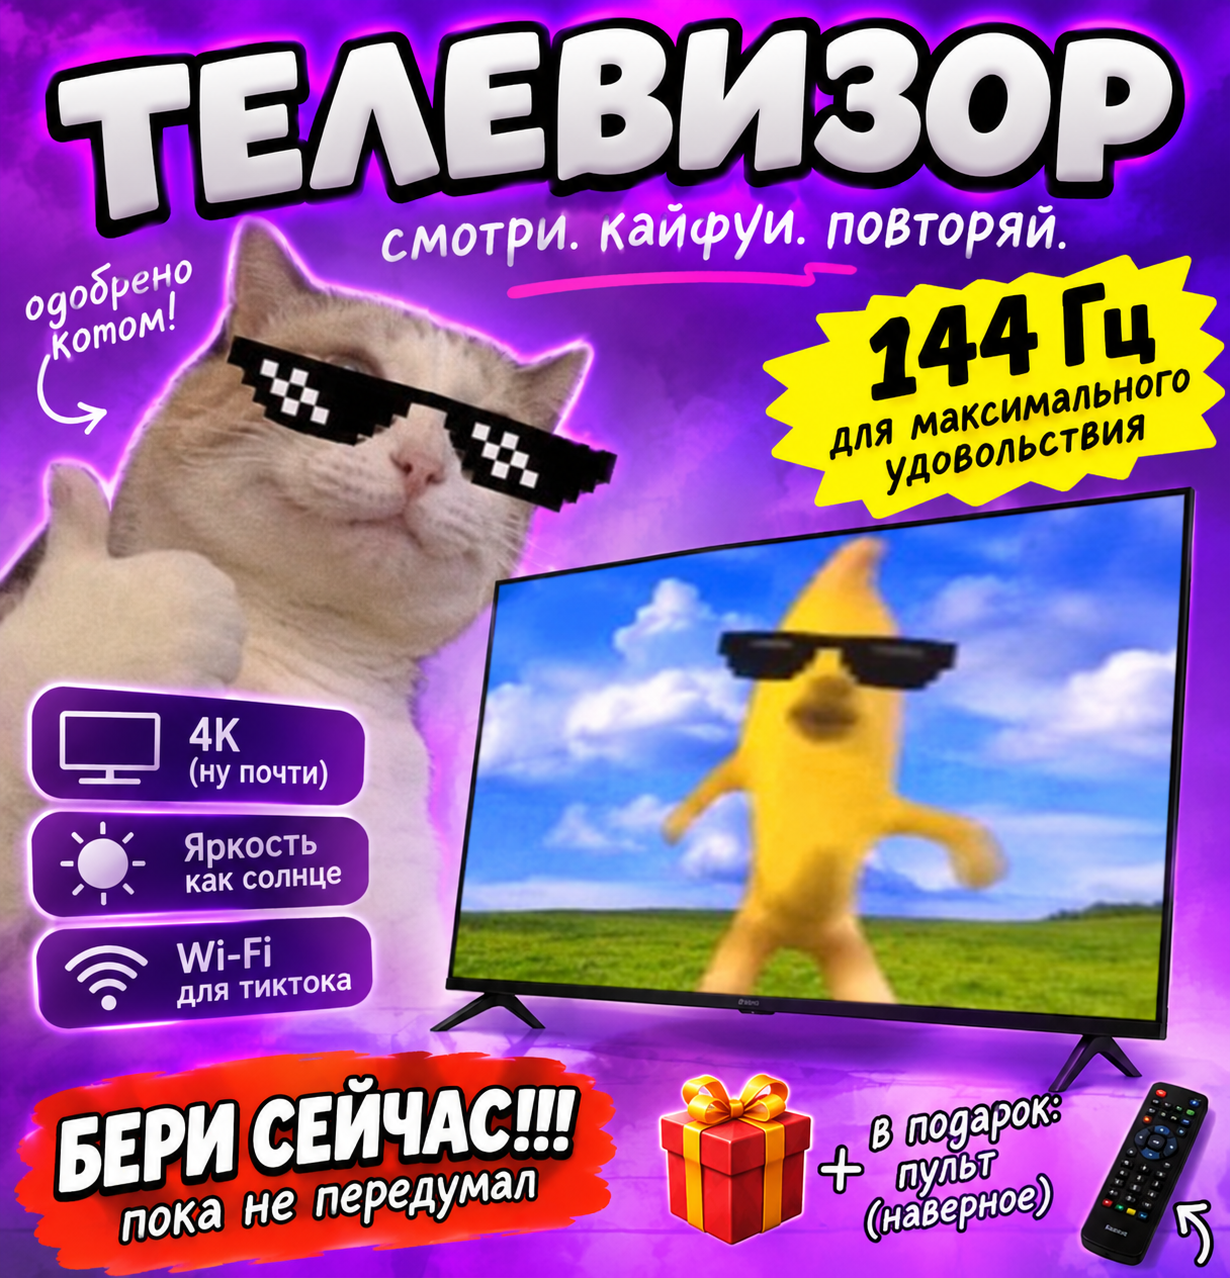 ТЕЛЕВИЗОР
смотри. кайфуи. повторяй.
одобрено
котом!
144 Гц
для максимального
удовольствия
4K
(ну почти)
Яркость
как солнце
Wi-Fi
для тиктока
БЕРИ СЕЙЧАС!!!
пока не передумал
+ в подарок:
пульт
(наверное)